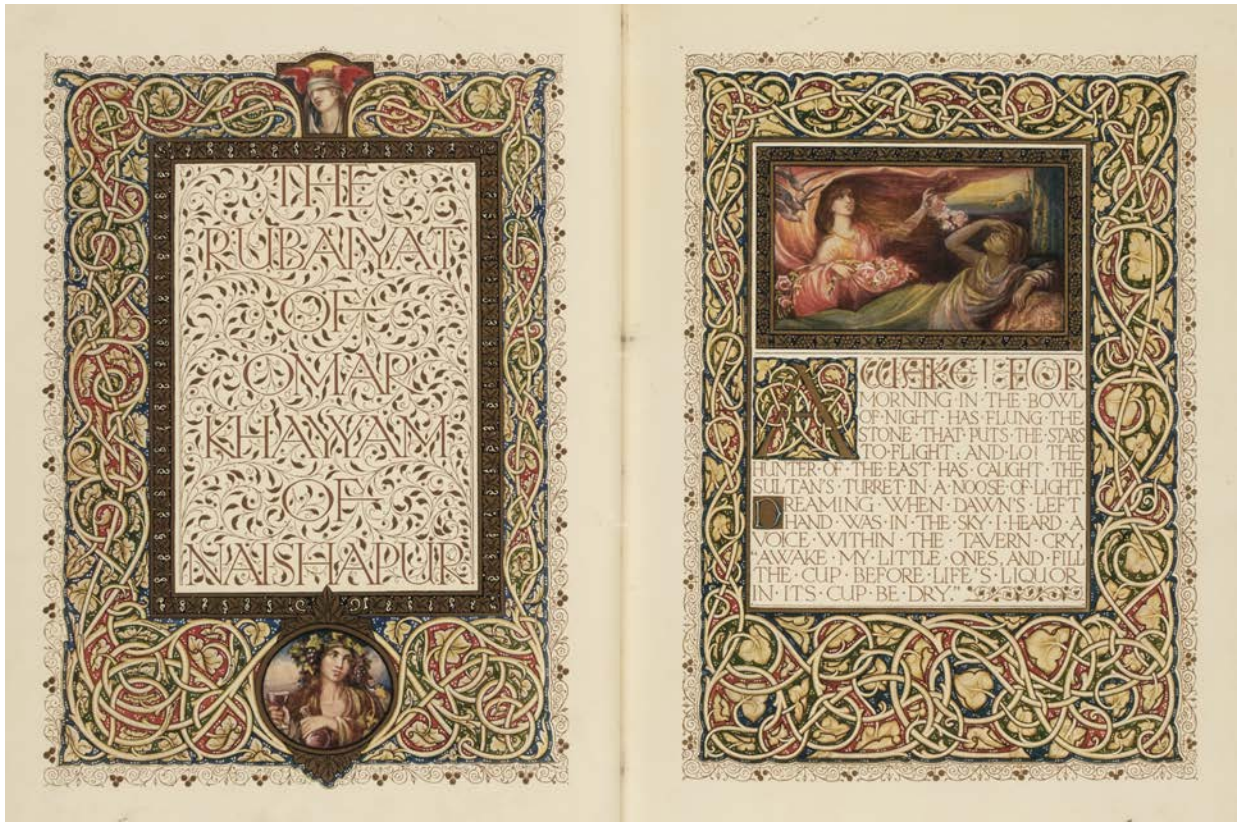 THE
RUBAIYAT
OF
OMAR
KHAYYAM
OF
NAISHAPUR
AWAKE! FOR
MORNING·IN·THE·BOWL
OF·NIGHT·HAS·FLUNG·THE
STONE·THAT·PUTS·THE·STARS
TO·FLIGHT·AND·LO! THE
HUNTER·OF·THE·EAST·HAS·CAUGHT·THE
SULTAN'S·TURRET·IN·A·NOOSE·OF·LIGHT.
DREAMING·WHEN·DAWN'S·LEFT
HAND·WAS·IN·THE·SKY·I·HEARD·A
VOICE·WITHIN·THE·TAVERN·CRY,
"AWAKE·MY·LITTLE·ONES, AND·FILL
THE·CUP·BEFORE·LIFE'S·LIQUOR
IN·ITS·CUP·BE·DRY."